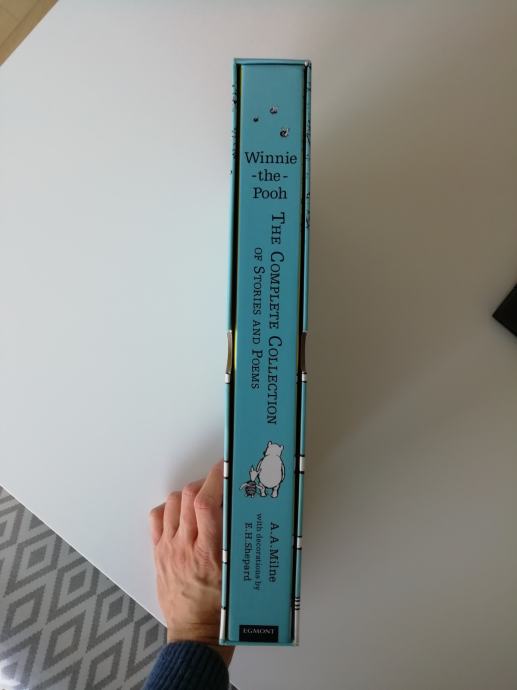 Winnie
-the-
Pooh
THE COMPLETE COLLECTION
OF STORIES AND POEMS
A.A.Milne
with decorations by
E.H.Shepard
EGMONT